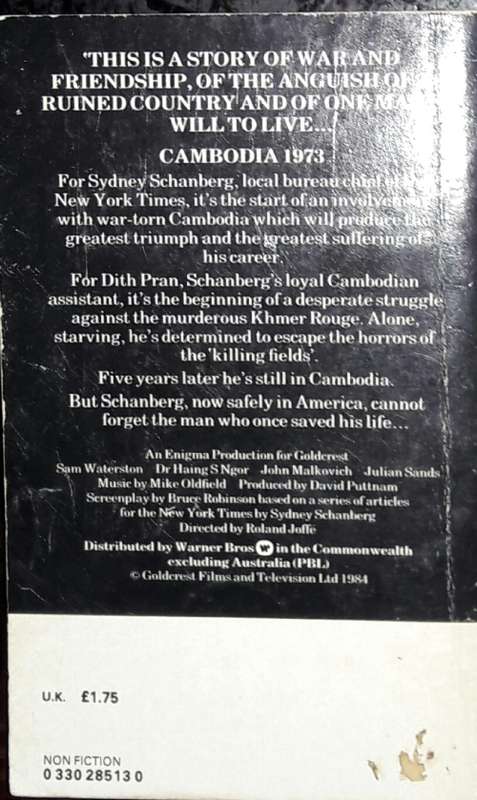 'THIS IS A STORY OF WAR AND
FRIENDSHIP, OF THE ANGUISH OF
RUINED COUNTRY AND OF ONE
WILL TO LIVE...
CAMBODIA 1973
For Sydney Schanberg, local bureau chief of
New York Times, it's the start of an involvement
with war-torn Cambodia which will produce the
greatest triumph and the greatest suffering of
his career.
For Dith Pran, Schanberg's loyal Cambodian
assistant, it's the beginning of a desperate struggle
against the murderous Khmer Rouge. Alone,
starving, he's determined to escape the horrors of
the 'killing fields'.
Five years later he's still in Cambodia.
But Schanberg, now safely in America, cannot
forget the man who once saved his life...
An Enigma Production for Goldcrest
Sam Waterston Dr Haing S Ngor John Malkovich Julian Sands
Music by Mike Oldfield Produced by David Puttnam
Screenplay by Bruce Robinson based on a series of articles
for the New York Times by Sydney Schanberg
Directed by Roland Joffé
Distributed by Warner Bros in the Commonwealth
excluding Australia (PBL)
© Goldcrest Films and Television Ltd 1984
U.K. £1.75
NON FICTION
0 330 28513 0